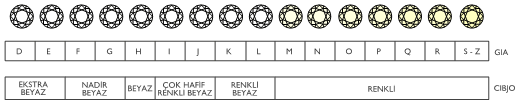 D E F G H I J K L M N O P Q R S - Z GIA
EKSTRA BEYAZ NADİR BEYAZ BEYAZ ÇOK HAFİF RENKLİ BEYAZ RENKLİ BEYAZ RENKLİ CIBJO